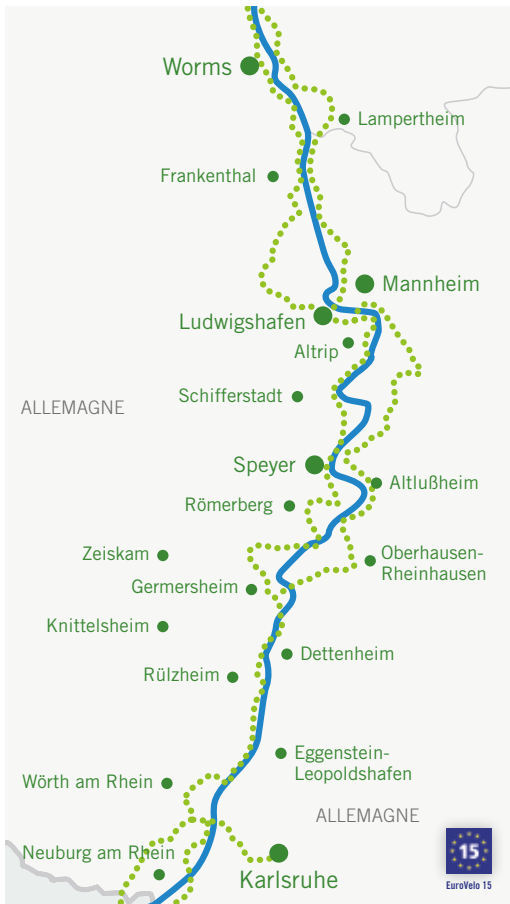 Worms
Lampertheim
Frankenthal
Mannheim
Ludwigshafen
Altrip
Schifferstadt
ALLEMAGNE
Speyer
Altlußheim
Römerberg
Zeiskam
Oberhausen-
Rheinhausen
Germersheim
Knittelsheim
Dettenheim
Rülzheim
Eggenstein-
Leopoldshafen
Wörth am Rhein
ALLEMAGNE
Neuburg am Rhein
Karlsruhe
15
EuroVelo 15